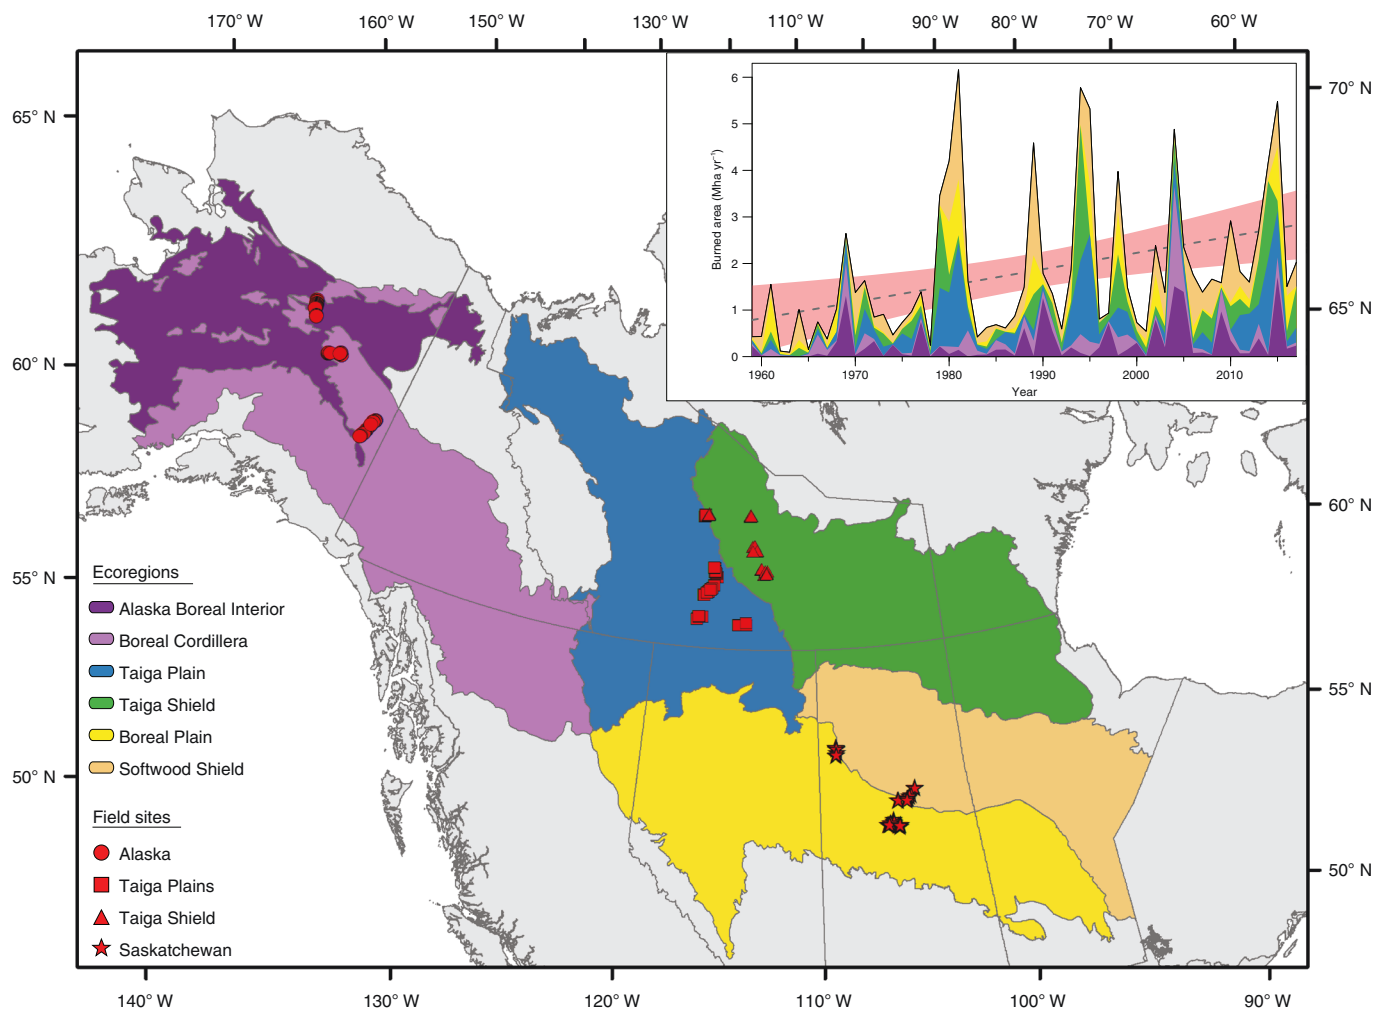 170° W 160° W 150° W 130° W 110° W 90° W 80° W 70° W 60° W
65° N
60° N
55° N
50° N
70° N
65° N
60° N
55° N
50° N
Burned area (Mha yr⁻¹)
6
5
4
3
2
1
0
1960 1970 1980 1990 2000 2010
Year
Ecoregions
Alaska Boreal Interior
Boreal Cordillera
Taiga Plain
Taiga Shield
Boreal Plain
Softwood Shield
Field sites
Alaska
Taiga Plains
Taiga Shield
Saskatchewan
140° W 130° W 120° W 110° W 100° W 90° W